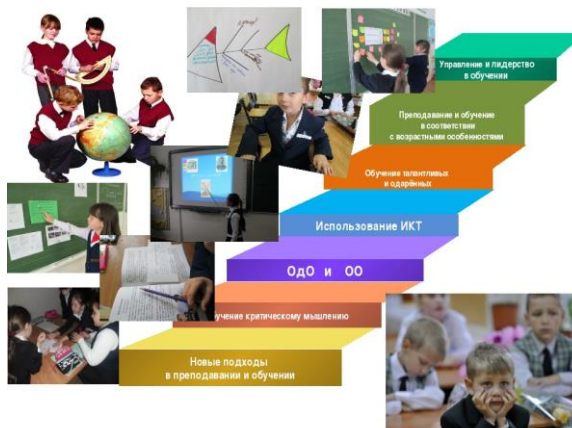 Управление и лидерство
в обучении
Преподавание и обучение
в соответствии
с возрастными особенностями
Обучение талантливых
и одарённых
Использование ИКТ
ОдО и ОО
бучение критическому мышлению
Новые подходы
в преподавании и обучении